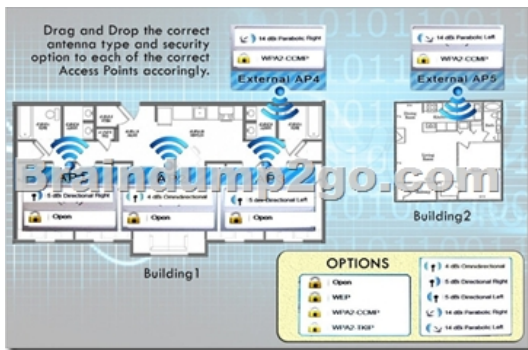 Drag and Drop the correct
antenna type and security
option to each of the correct
Access Points accoringly.
14 dBi Parabolic Right
WPA2-CCMP
External AP4
14 dBi Parabolic Left
WPA2-CCMP
External AP5
Braindump2go.com
5 dBi Directional Right
Open
4 dBi Omnidirectional
Open
5 dBi Directional Left
Open
Building1
Building2
OPTIONS
Open
WEP
WPA2-CCMP
WPA2-TKIP
4 dBi Omnidirectional
5 dBi Directional Right
5 dBi Directional Left
14 dBi Parabolic Right
14 dBi Parabolic Left